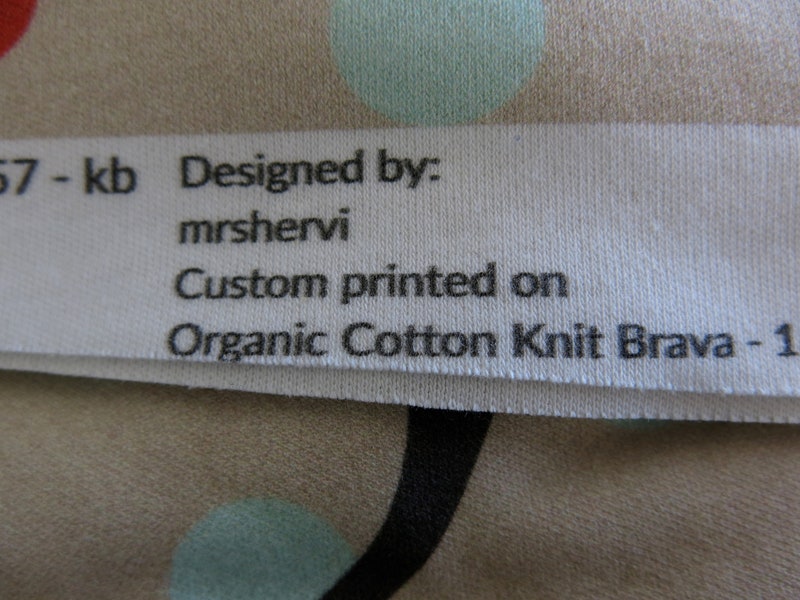 57 - kb
Designed by:
mrshervi
Custom printed on
Organic Cotton Knit Brava - 1